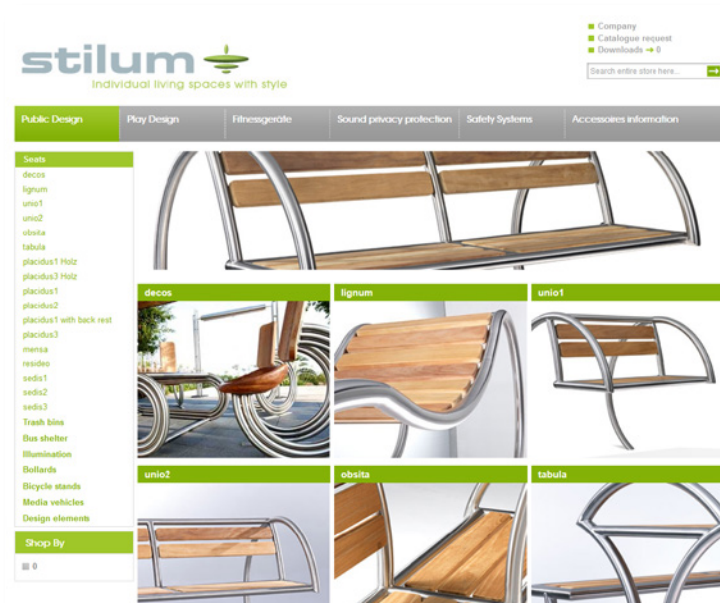 Company
Catalogue request
Downloads ➔ 0
stilum
Individual living spaces with style
Search entire store here...
Public Design
Play Design
Fitnessgeräte
Sound privacy protection
Safety Systems
Accessoires information
Seats
decos
lignum
unio1
unio2
obsita
tabula
placidus1 Holz
placidus3 Holz
placidus1
placidus2
placidus1 with back rest
placidus3
mensa
resideo
sedis1
sedis2
sedis3
Trash bins
Bus shelter
Illumination
Bollards
Bicycle stands
Media vehicles
Design elements
Shop By
0
decos
lignum
unio1
unio2
obsita
tabula